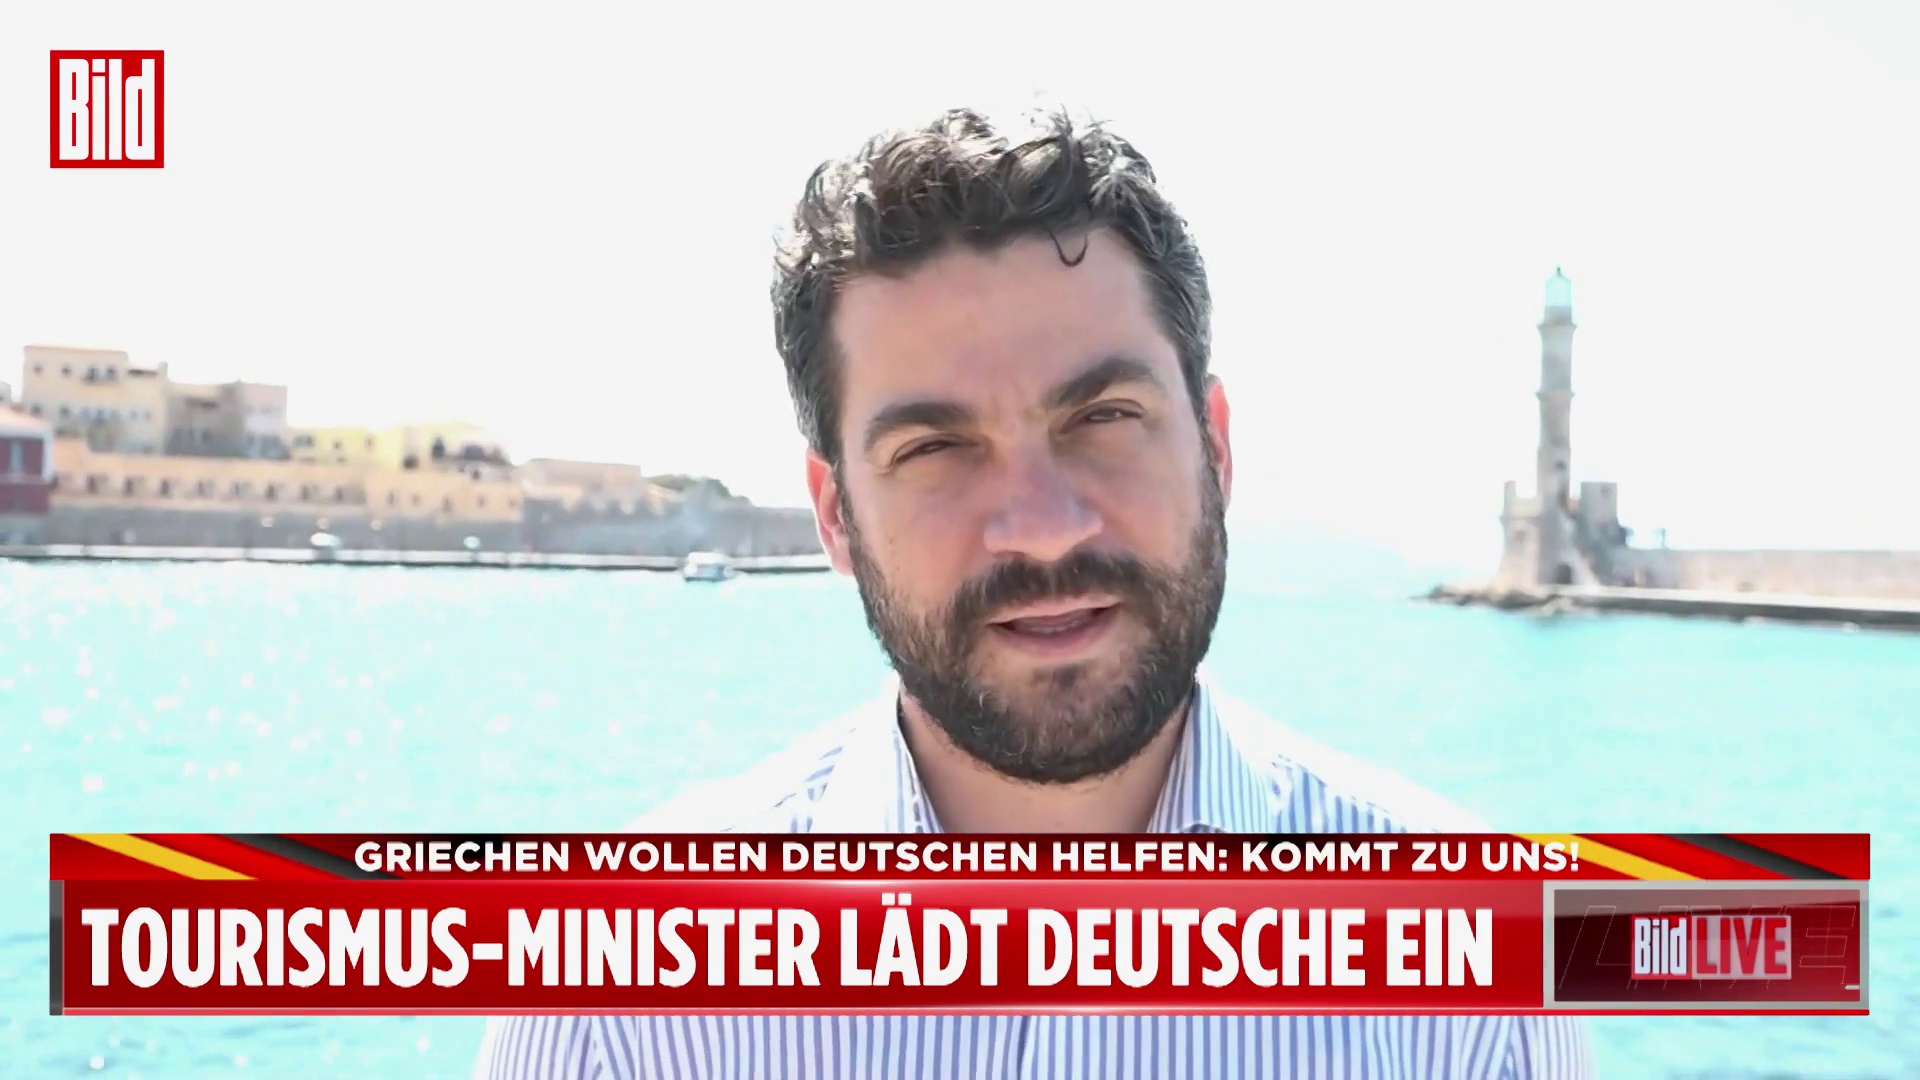 Bild
GRIECHEN WOLLEN DEUTSCHEN HELFEN: KOMMT ZU UNS!
TOURISMUS-MINISTER LÄDT DEUTSCHE EIN
Bild LIVE